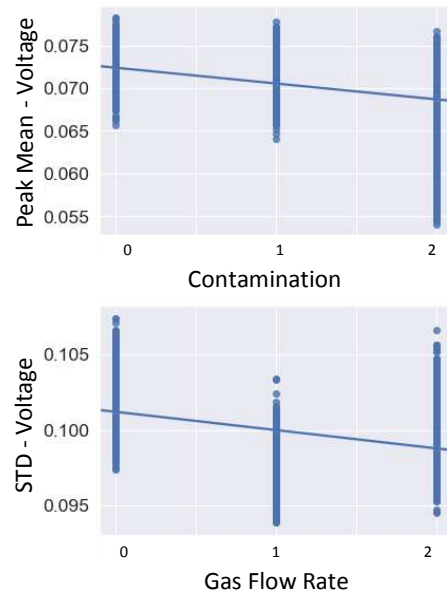 Peak Mean - Voltage
0.075
0.070
0.065
0.060
0.055
0 1 2
Contamination
STD - Voltage
0.105
0.100
0.095
0 1 2
Gas Flow Rate